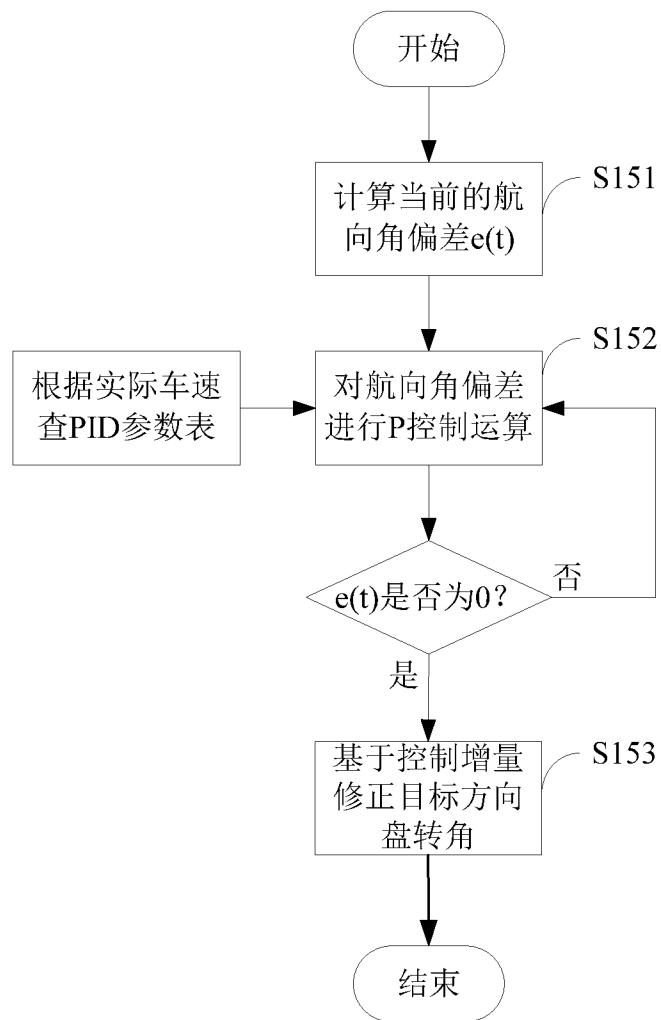 开始
计算当前的航
向角偏差e(t)
S151
根据实际车速
查PID参数表
对航向角偏差
进行P控制运算
S152
e(t)是否为0？
否
是
基于控制增量
修正目标方向
盘转角
S153
结束